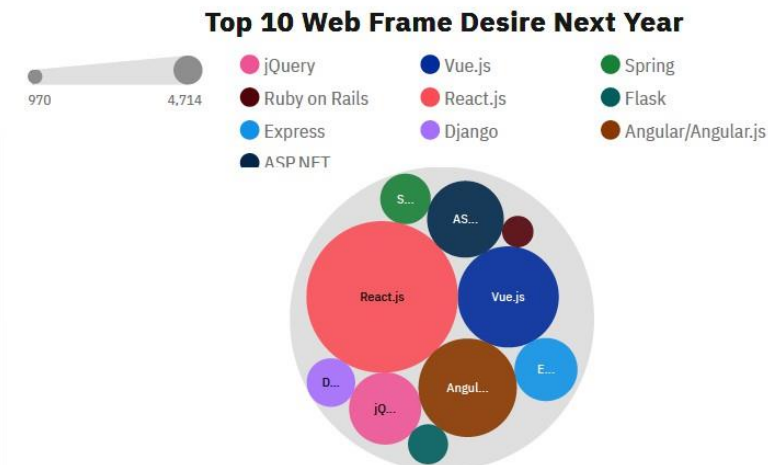 Top 10 Web Frame Desire Next Year
970 4,714
jQuery Vue.js Spring
Ruby on Rails React.js Flask
Express Django Angular/Angular.js
ASP.NET
S...
AS...
React.js
Vue.js
E...
D...
Angul...
jQ...